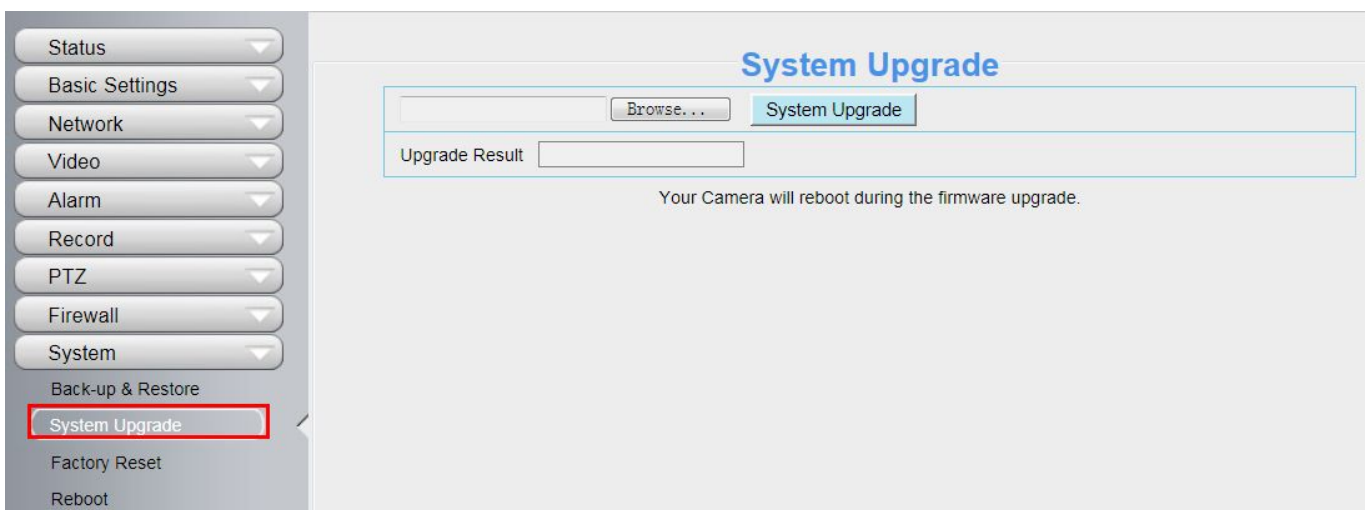 Status
Basic Settings
Network
Video
Alarm
Record
PTZ
Firewall
System
Back-up & Restore
System Upgrade
Factory Reset
Reboot
System Upgrade
Browse... System Upgrade
Upgrade Result
Your Camera will reboot during the firmware upgrade.